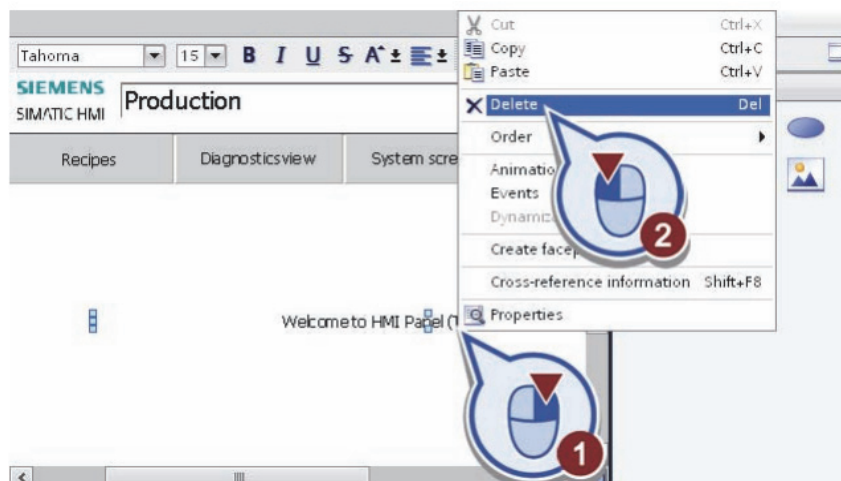 Cut Ctrl+X
Copy Ctrl+C
Paste Ctrl+V
Delete Del
Order
Animatio
Events
Dynamiz
Create facep
Cross-reference information Shift+F8
Properties
Tahoma 15 B I U S A
SIEMENS
SIMATIC HMI
Production
Recipes Diagnosticsview System scre
Welcome to HMI Panel (
2
1